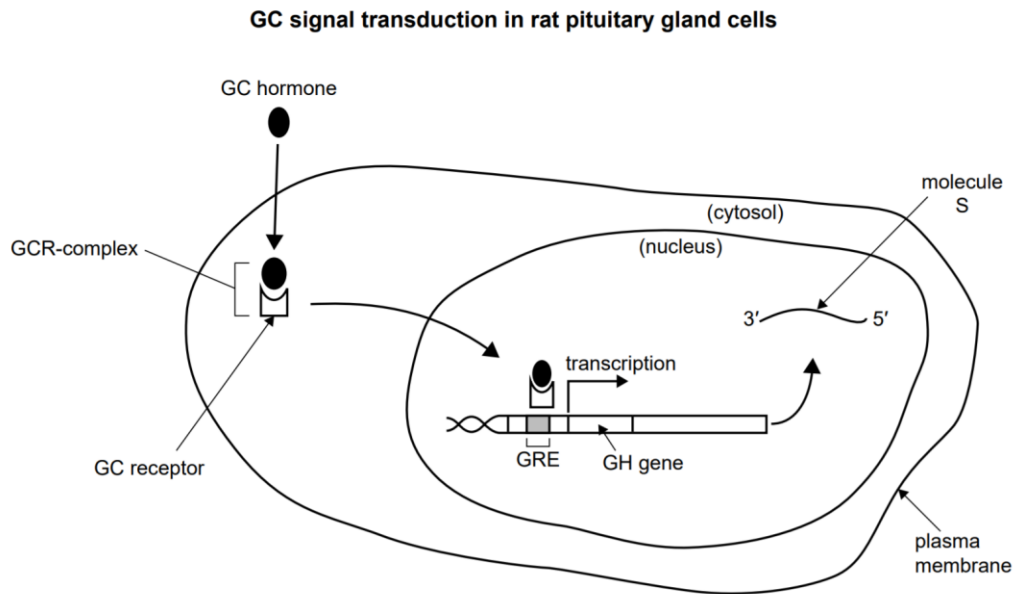 GC signal transduction in rat pituitary gland cells
GC hormone
molecule
S
(cytosol)
(nucleus)
GCR-complex
3′
5′
transcription
GRE
GH gene
GC receptor
plasma
membrane